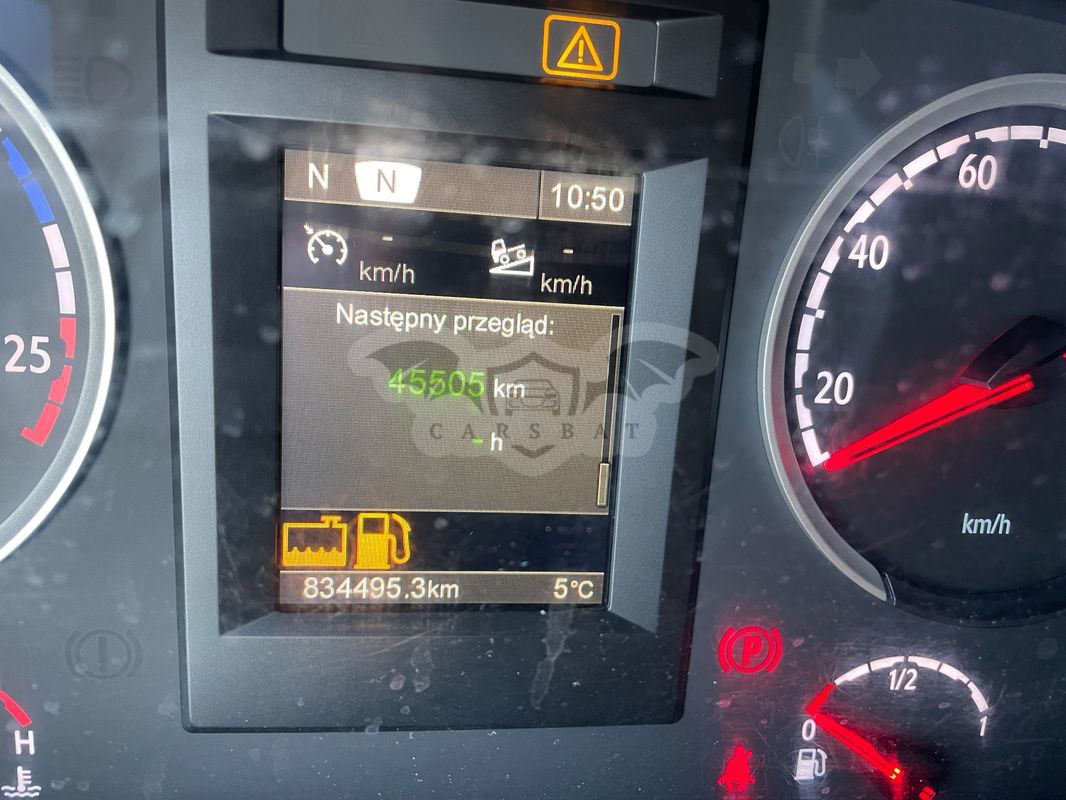 N N 10:50
- km/h - km/h
Następny przegląd:
45505 km
- h
CARSBAT
834495.3km 5°C
25
60
40
20
km/h
P
1/2
0 1
H